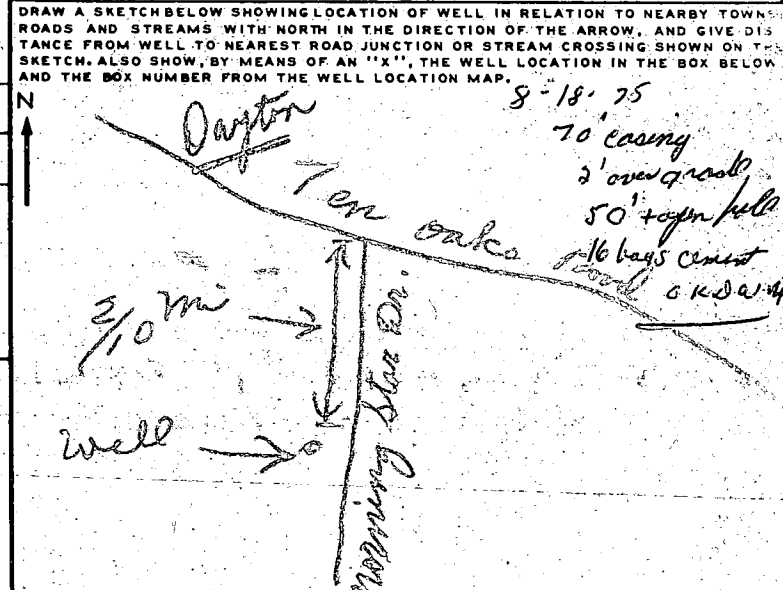 DRAW A SKETCH BELOW SHOWING LOCATION OF WELL IN RELATION TO NEARBY TOWNS
ROADS AND STREAMS WITH NORTH IN THE DIRECTION OF THE ARROW, AND GIVE DIS
TANCE FROM WELL TO NEAREST ROAD JUNCTION OR STREAM CROSSING SHOWN ON THE
SKETCH. ALSO SHOW, BY MEANS OF AN "X", THE WELL LOCATION IN THE BOX BELOW
AND THE BOX NUMBER FROM THE WELL LOCATION MAP.
N
8-18-75
70' casing
2' over grade
50' + open hole
16 bags cement
OK
Dayton
Ten oaks road
2/10 mi
Well
morning Star Dr.